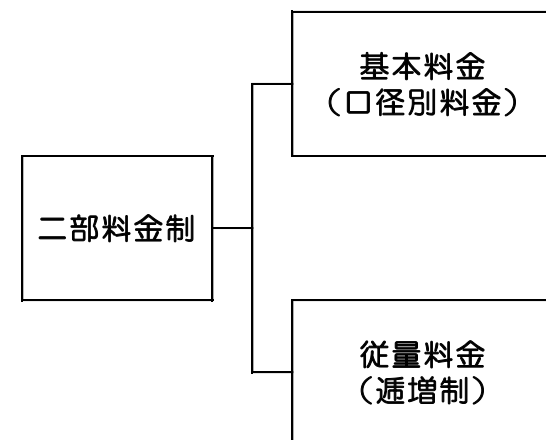 基本料金
（口径別料金）
二部料金制
従量料金
（逓増制）